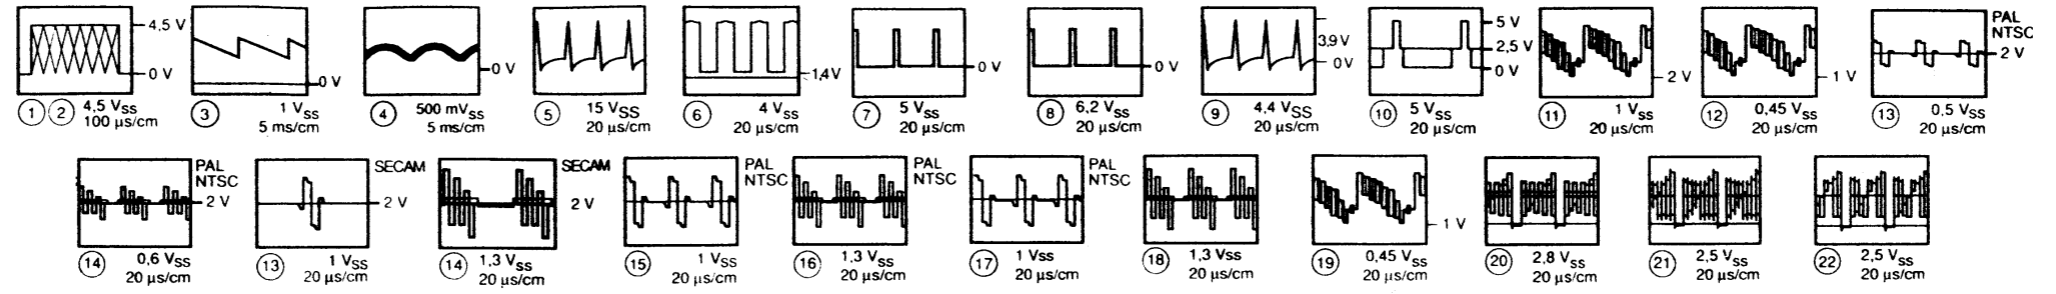 4,5 V
0 V
1 2 4,5 VSS
100 µs/cm
0 V
3 1 VSS
5 ms/cm
0 V
4 500 mVSS
5 ms/cm
5 15 VSS
20 µs/cm
1,4V
6 4 VSS
20 µs/cm
0 V
7 5 VSS
20 µs/cm
0 V
8 6,2 VSS
20 µs/cm
3,9V
0V
9 4,4 VSS
20 µs/cm
5 V
2,5 V
0 V
10 5 VSS
20 µs/cm
2 V
11 1 VSS
20 µs/cm
1 V
12 0,45 VSS
20 µs/cm
PAL
NTSC
2 V
13 0,5 VSS
20 µs/cm
PAL
NTSC
2 V
14 0,6 VSS
20 µs/cm
SECAM
2 V
13 1 VSS
20 µs/cm
SECAM
2 V
14 1,3 VSS
20 µs/cm
PAL
NTSC
15 1 VSS
20 µs/cm
PAL
NTSC
16 1,3 VSS
20 µs/cm
PAL
NTSC
17 1 VSS
20 µs/cm
18 1,3 VSS
20 µs/cm
1 V
19 0,45 VSS
20 µs/cm
20 2,8 VSS
20 µs/cm
21 2,5 VSS
20 µs/cm
22 2,5 VSS
20 µs/cm